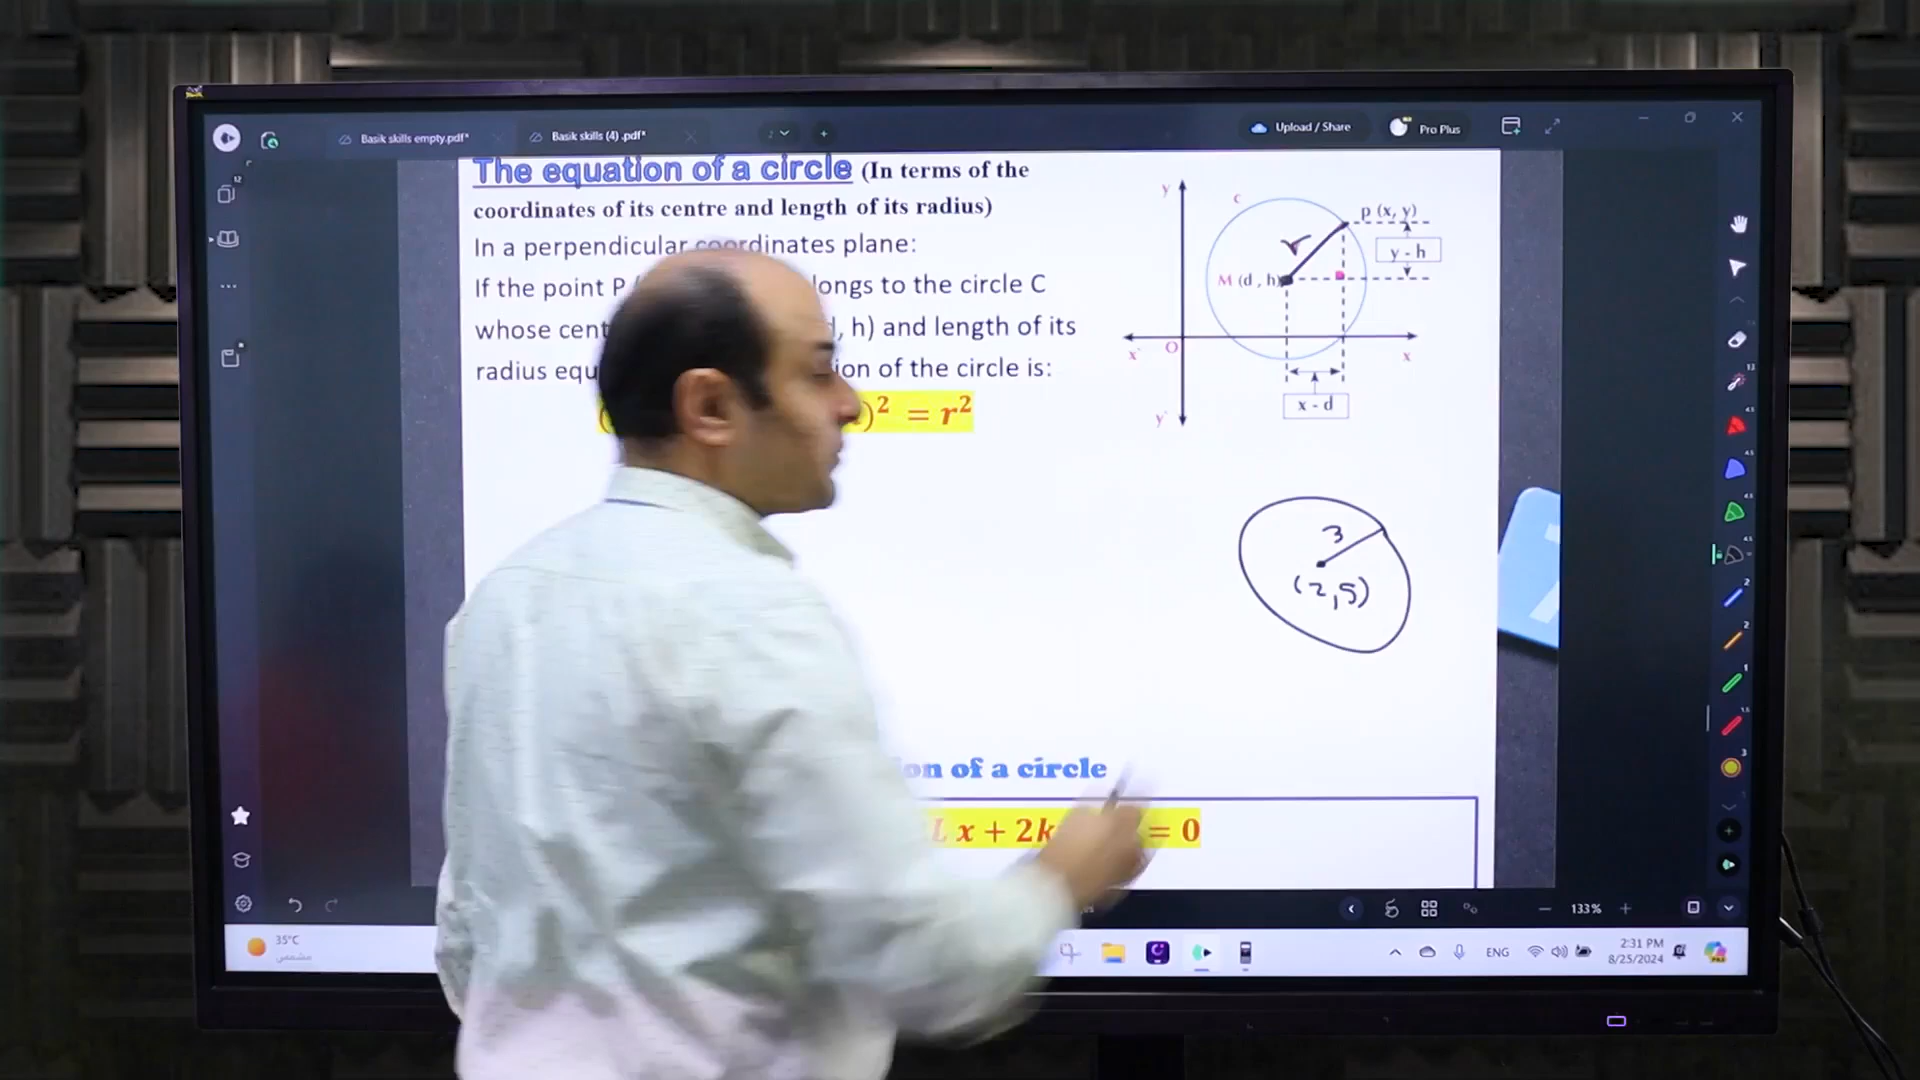 Basik skills empty.pdf*
Basik skills (4) .pdf*
Upload / Share
Pro Plus
The equation of a circle (In terms of the
coordinates of its centre and length of its radius)
In a perpendicular coordinates plane:
If the point P longs to the circle C
whose cent , h) and length of its
radius equ ion of the circle is:
)² = r²
y
C
P (x, y)
r
y - h
M (d , h)
x`
O
x
x - d
y`
3
(2,5)
on of a circle
L x + 2k = 0
133%
35°C
مشمس
ENG
2:31 PM
8/25/2024